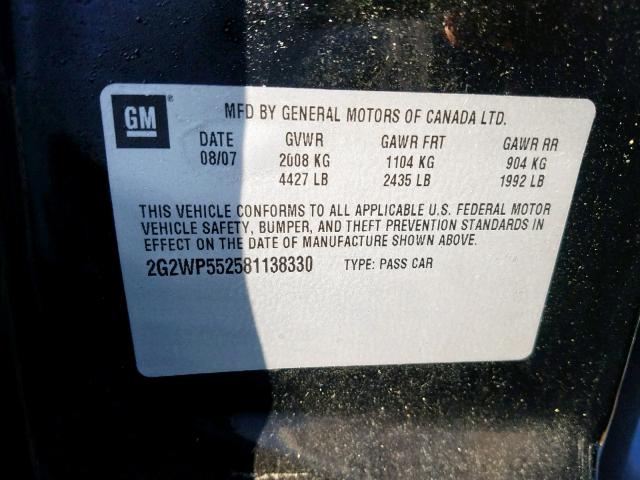 GM® MFD BY GENERAL MOTORS OF CANADA LTD.
DATE GVWR GAWR FRT GAWR RR
08/07 2008 KG 1104 KG 904 KG
4427 LB 2435 LB 1992 LB
THIS VEHICLE CONFORMS TO ALL APPLICABLE U.S. FEDERAL MOTOR
VEHICLE SAFETY, BUMPER, AND THEFT PREVENTION STANDARDS IN
EFFECT ON THE DATE OF MANUFACTURE SHOWN ABOVE.
2G2WP552581138330 TYPE: PASS CAR